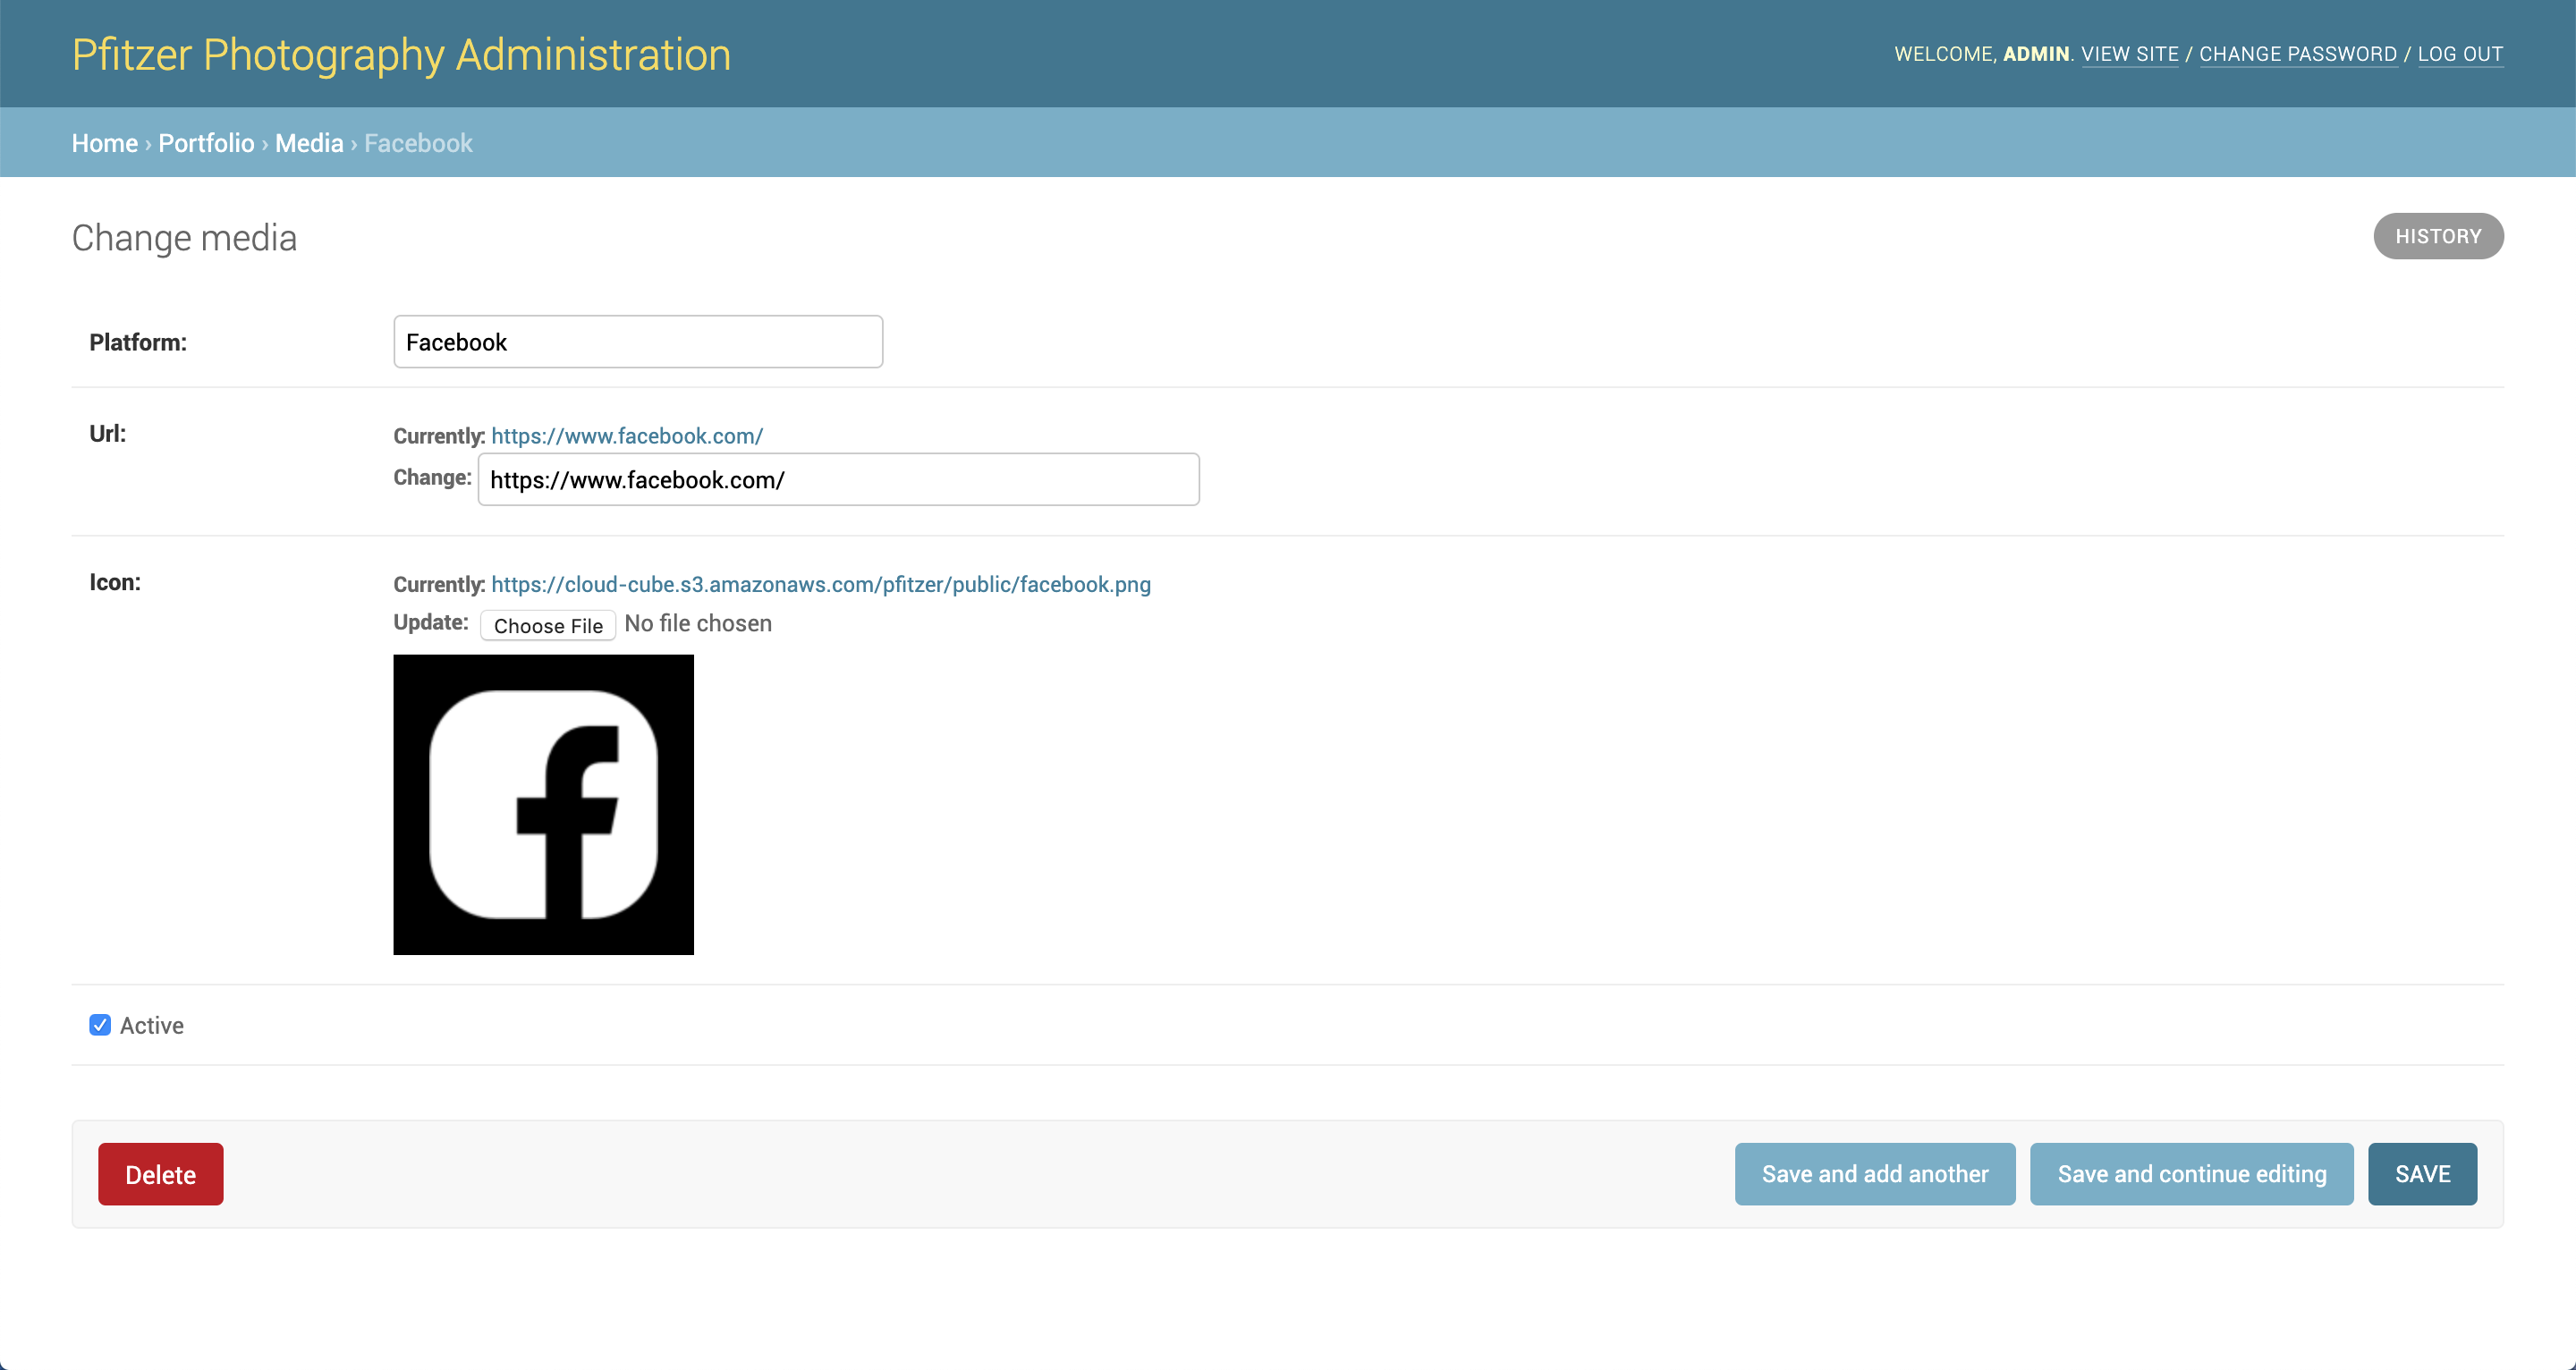 Pfitzer Photography Administration
WELCOME, ADMIN. VIEW SITE / CHANGE PASSWORD / LOG OUT
Home › Portfolio › Media › Facebook
Change media
HISTORY
Platform: Facebook
Url: Currently: https://www.facebook.com/
Change: https://www.facebook.com/
Icon: Currently: https://cloud-cube.s3.amazonaws.com/pfitzer/public/facebook.png
Update: Choose File No file chosen
f
Active
Delete Save and add another Save and continue editing SAVE